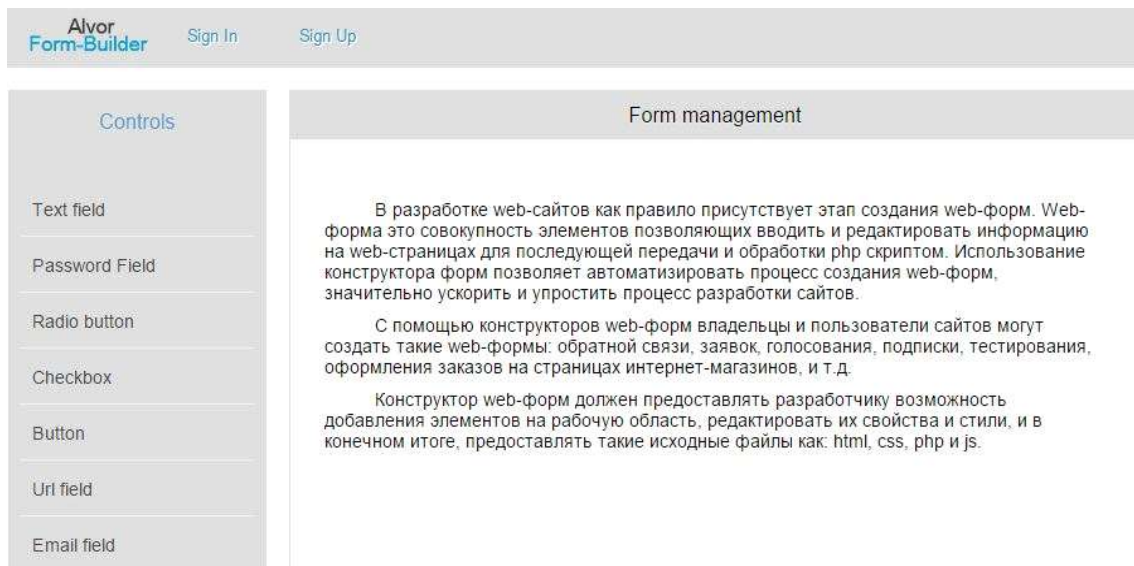 Alvor
Form-Builder
Sign In
Sign Up
Controls
Text field
Password Field
Radio button
Checkbox
Button
Url field
Email field
Form management
В разработке web-сайтов как правило присутствует этап создания web-форм. Web-
форма это совокупность элементов позволяющих вводить и редактировать информацию
на web-страницах для последующей передачи и обработки php скриптом. Использование
конструктора форм позволяет автоматизировать процесс создания web-форм,
значительно ускорить и упростить процесс разработки сайтов.
С помощью конструкторов web-форм владельцы и пользователи сайтов могут
создать такие web-формы: обратной связи, заявок, голосования, подписки, тестирования,
оформления заказов на страницах интернет-магазинов, и т.д.
Конструктор web-форм должен предоставлять разработчику возможность
добавления элементов на рабочую область, редактировать их свойства и стили, и в
конечном итоге, предоставлять такие исходные файлы как: html, css, php и js.